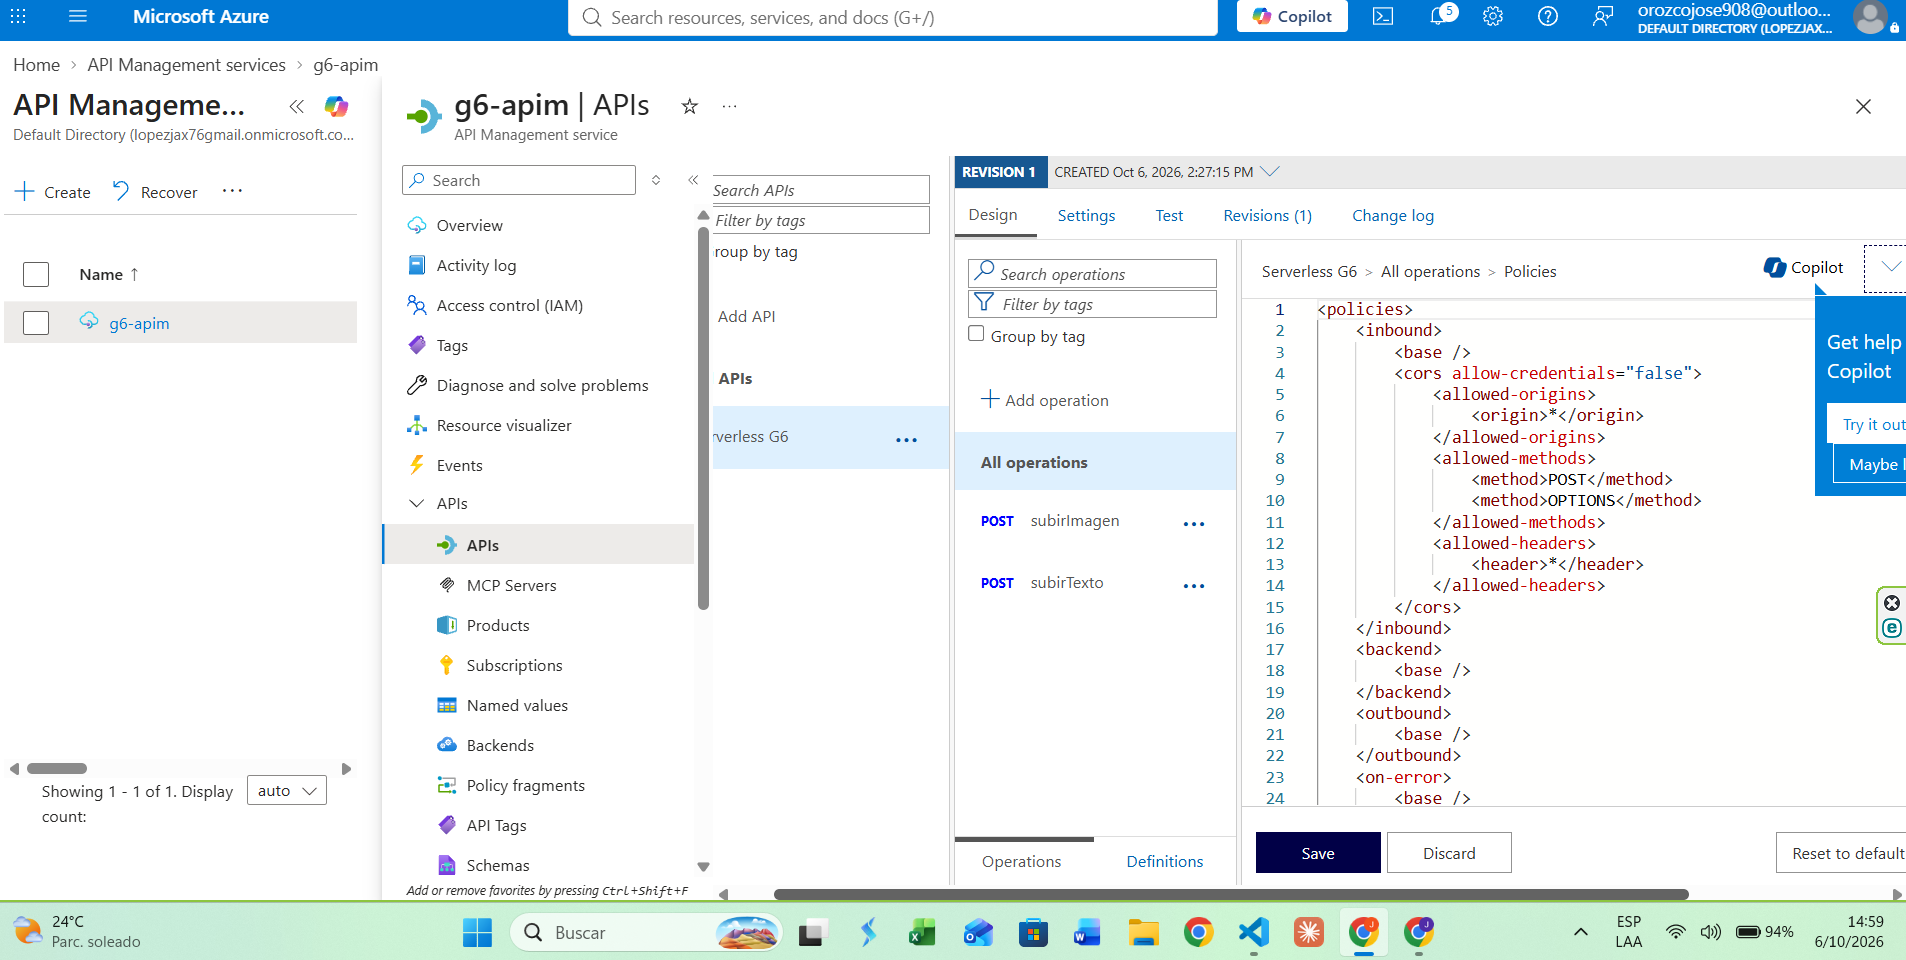 Microsoft Azure
Search resources, services, and docs (G+/)
Copilot
5
orozcojose908@outloo...
DEFAULT DIRECTORY (LOPEZJAX...
Home > API Management services > g6-apim
API Manageme...
Default Directory (lopezjax76gmail.onmicrosoft.co...
g6-apim | APIs
API Management service
Create
Recover
Name ↑
g6-apim
Showing 1 - 1 of 1. Display count:
auto
Search
Overview
Activity log
Access control (IAM)
Tags
Diagnose and solve problems
Resource visualizer
Events
APIs
APIs
MCP Servers
Products
Subscriptions
Named values
Backends
Policy fragments
API Tags
Schemas
Add or remove favorites by pressing Ctrl+Shift+F
Search APIs
Filter by tags
roup by tag
Add API
APIs
rverless G6
REVISION 1
CREATED Oct 6, 2026, 2:27:15 PM
Design
Settings
Test
Revisions (1)
Change log
Search operations
Filter by tags
Group by tag
Add operation
All operations
POST subirImagen
POST subirTexto
Operations
Definitions
Serverless G6 > All operations > Policies
Copilot
1 <policies>
2 <inbound>
3 <base />
4 <cors allow-credentials="false">
5 <allowed-origins>
6 <origin>*</origin>
7 </allowed-origins>
8 <allowed-methods>
9 <method>POST</method>
10 <method>OPTIONS</method>
11 </allowed-methods>
12 <allowed-headers>
13 <header>*</header>
14 </allowed-headers>
15 </cors>
16 </inbound>
17 <backend>
18 <base />
19 </backend>
20 <outbound>
21 <base />
22 </outbound>
23 <on-error>
24 <base />
Get help
Copilot
Try it out
Maybe l
Save
Discard
Reset to default
24°C
Parc. soleado
Buscar
ESP
LAA
94%
14:59
6/10/2026